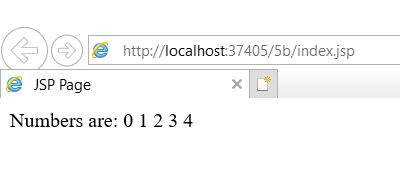 http://localhost:37405/5b/index.jsp
JSP Page
Numbers are: 0 1 2 3 4